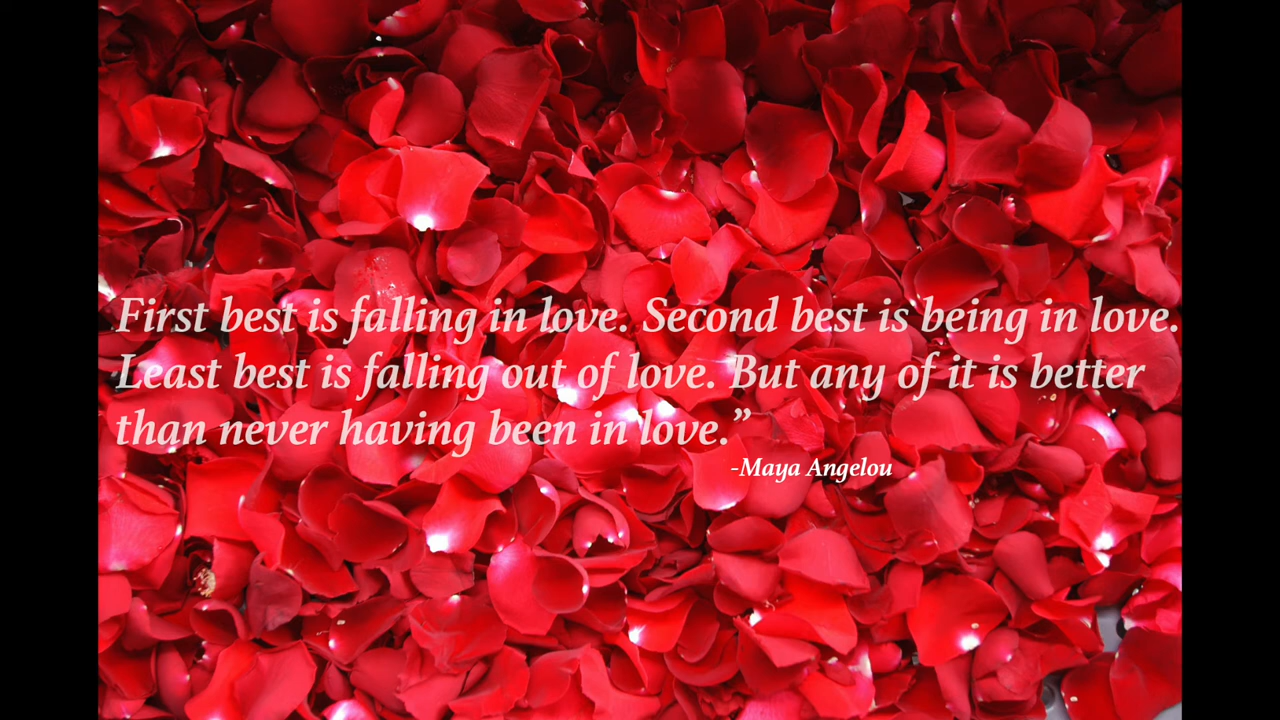 First best is falling in love. Second best is being in love.
Least best is falling out of love. But any of it is better
than never having been in love.”
-Maya Angelou